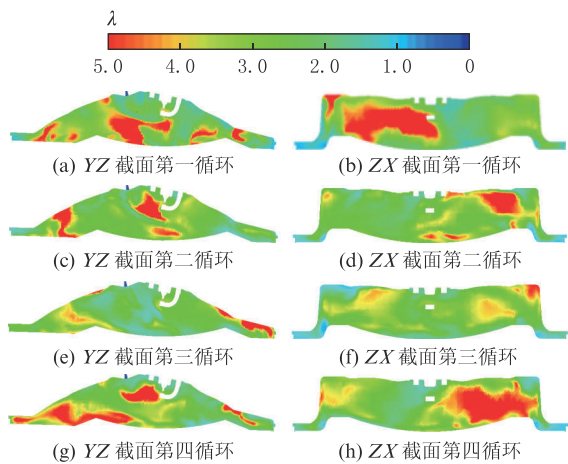 λ
5.0 4.0 3.0 2.0 1.0 0
(a) YZ 截面第一循环 (b) ZX 截面第一循环
(c) YZ 截面第二循环 (d) ZX 截面第二循环
(e) YZ 截面第三循环 (f) ZX 截面第三循环
(g) YZ 截面第四循环 (h) ZX 截面第四循环